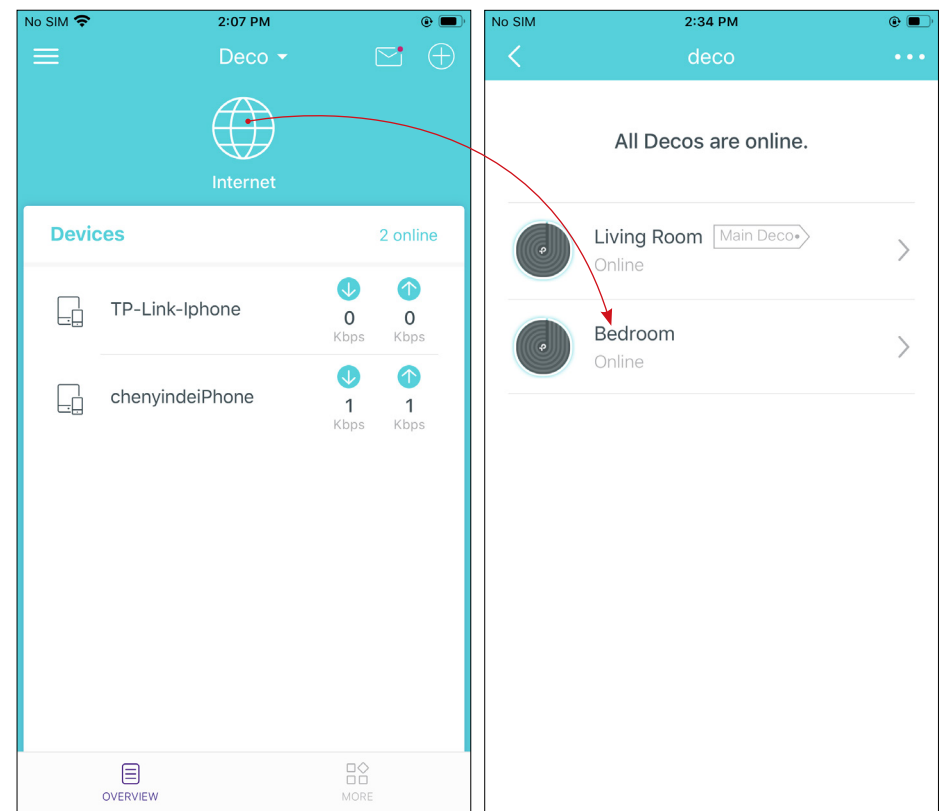 No SIM 2:07 PM
Deco
Internet
Devices 2 online
TP-Link-Iphone
0 0
Kbps Kbps
chenyindeiPhone
1 1
Kbps Kbps
OVERVIEW MORE
No SIM 2:34 PM
deco
All Decos are online.
Living Room Main Deco
Online
Bedroom
Online